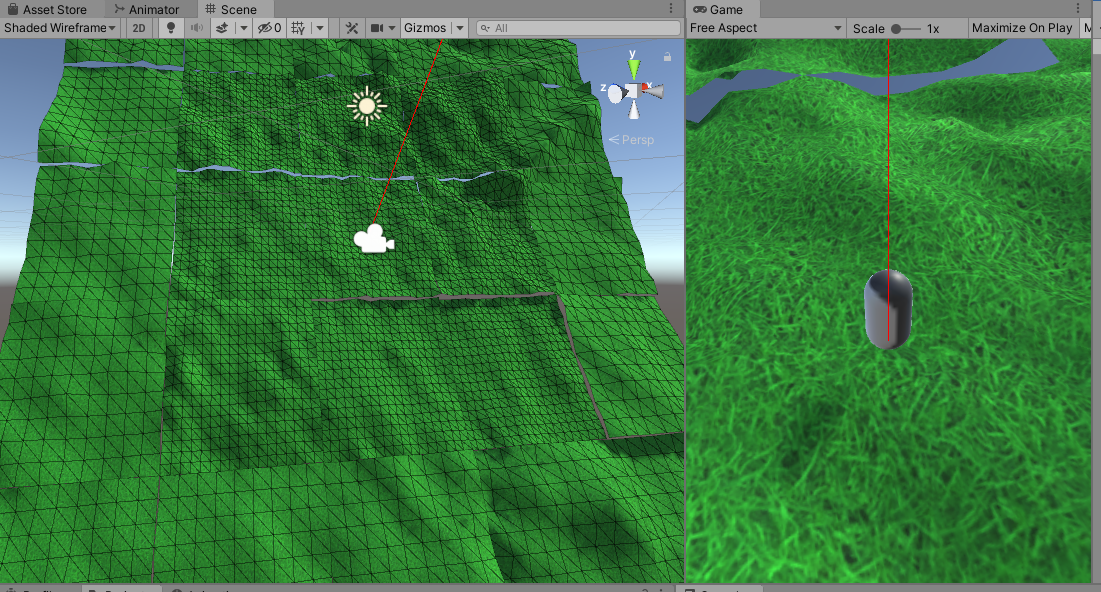 Asset Store Animator Scene
Shaded Wireframe 2D 0 Gizmos All
y
z x
Persp
Game
Free Aspect Scale 1x Maximize On Play M